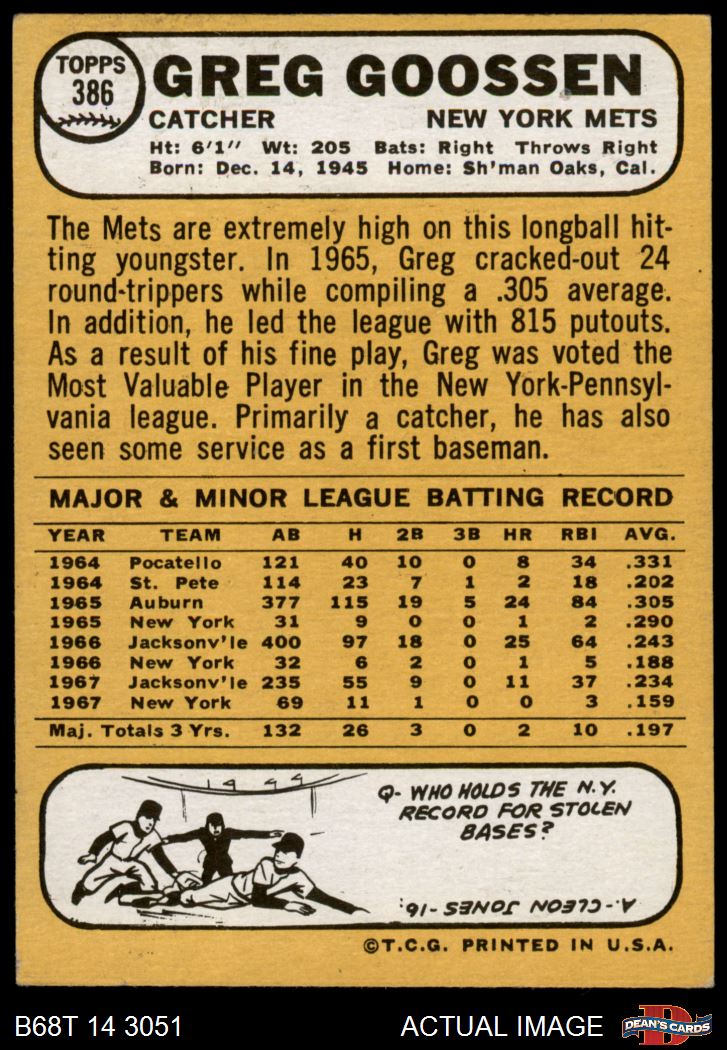 TOPPS
386
GREG GOOSSEN
CATCHER NEW YORK METS
Ht: 6'1" Wt: 205 Bats: Right Throws Right
Born: Dec. 14, 1945 Home: Sh'man Oaks, Cal.
The Mets are extremely high on this longball hit-
ting youngster. In 1965, Greg cracked-out 24
round-trippers while compiling a .305 average.
In addition, he led the league with 815 putouts.
As a result of his fine play, Greg was voted the
Most Valuable Player in the New York-Pennsyl-
vania league. Primarily a catcher, he has also
seen some service as a first baseman.
MAJOR & MINOR LEAGUE BATTING RECORD
YEAR TEAM AB H 2B 3B HR RBI AVG.
1964 Pocatello 121 40 10 0 8 34 .331
1964 St. Pete 114 23 7 1 2 18 .202
1965 Auburn 377 115 19 5 24 84 .305
1965 New York 31 9 0 0 1 2 .290
1966 Jacksonv'le 400 97 18 0 25 64 .243
1966 New York 32 6 2 0 1 5 .188
1967 Jacksonv'le 235 55 9 0 11 37 .234
1967 New York 69 11 1 0 0 3 .159
Maj. Totals 3 Yrs. 132 26 3 0 2 10 .197
Q- WHO HOLDS THE N.Y.
RECORD FOR STOLEN
BASES?
A- CLEON JONES -16.
©T.C.G. PRINTED IN U.S.A.
B68T 14 3051 ACTUAL IMAGE
D
DEAN'S CARDS